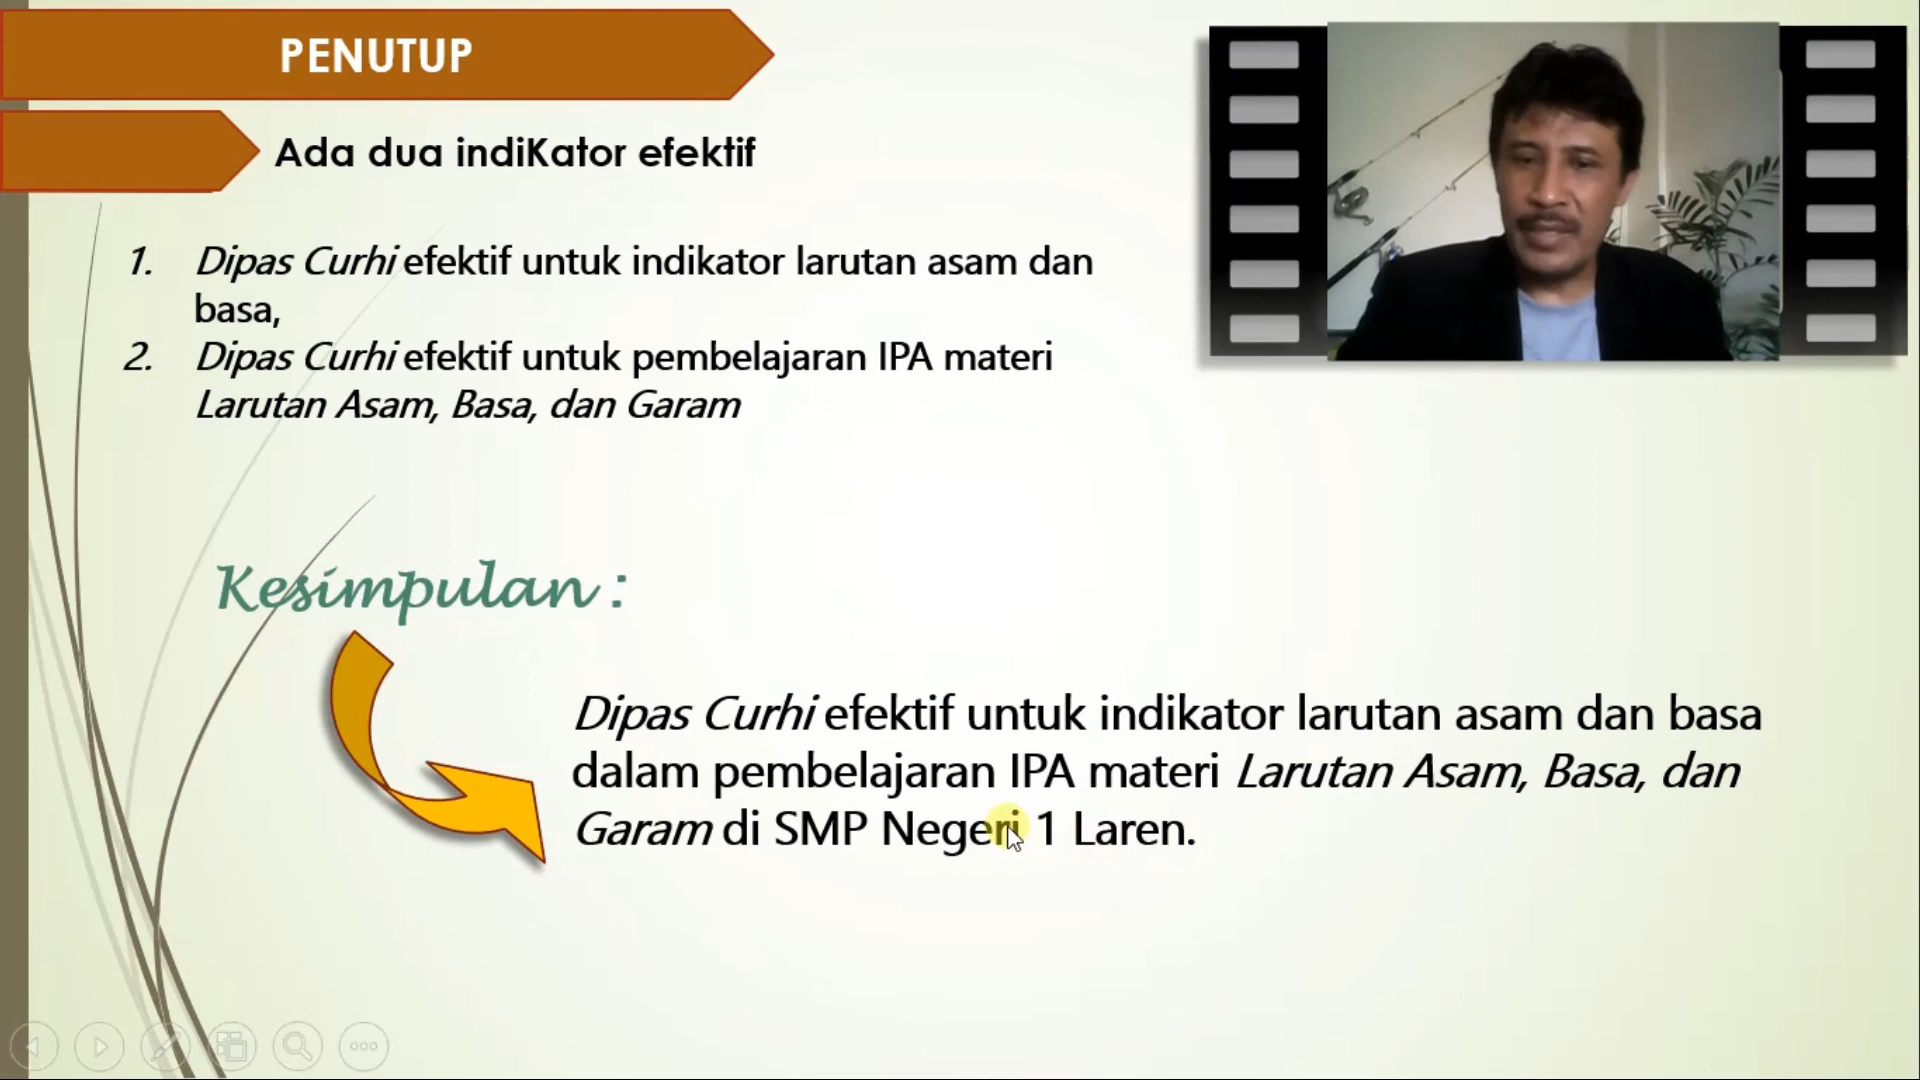 PENUTUP
Ada dua indiKator efektif
1. Dipas Curhi efektif untuk indikator larutan asam dan
basa,
2. Dipas Curhi efektif untuk pembelajaran IPA materi
Larutan Asam, Basa, dan Garam
Kesimpulan :
Dipas Curhi efektif untuk indikator larutan asam dan basa
dalam pembelajaran IPA materi Larutan Asam, Basa, dan
Garam di SMP Negeri 1 Laren.